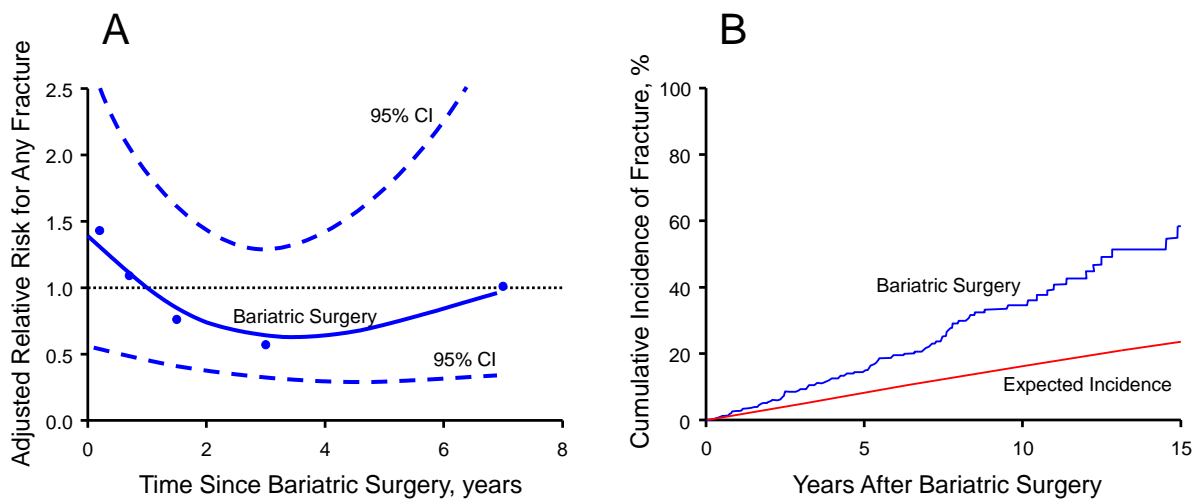 A
Adjusted Relative Risk for Any Fracture
2.5
2.0
1.5
1.0
0.5
0.0
95% CI
Bariatric Surgery
95% CI
0 2 4 6 8
Time Since Bariatric Surgery, years
B
Cumulative Incidence of Fracture, %
100
80
60
40
20
0
Bariatric Surgery
Expected Incidence
0 5 10 15
Years After Bariatric Surgery